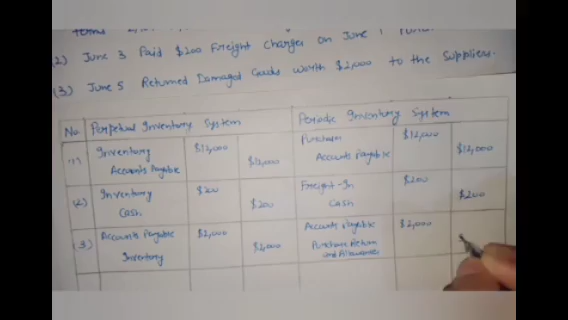 2) June 3 Paid $200 Freight Charges on June 1
(3) June 5 Returned Damaged Goods worth $2,000 to the Suppliers.
No. Perpetual Inventory System Periodic Inventory System
(1) Inventory $12,000 Purchases $12,000
Accounts Payable $12,000 Accounts Payable $12,000
(2) Inventory $200 Freight-In $200
Cash $200 Cash $200
(3) Accounts Payable $2,000 Accounts Payable $2,000
Inventory $2,000 Purchase Return
and Allowances